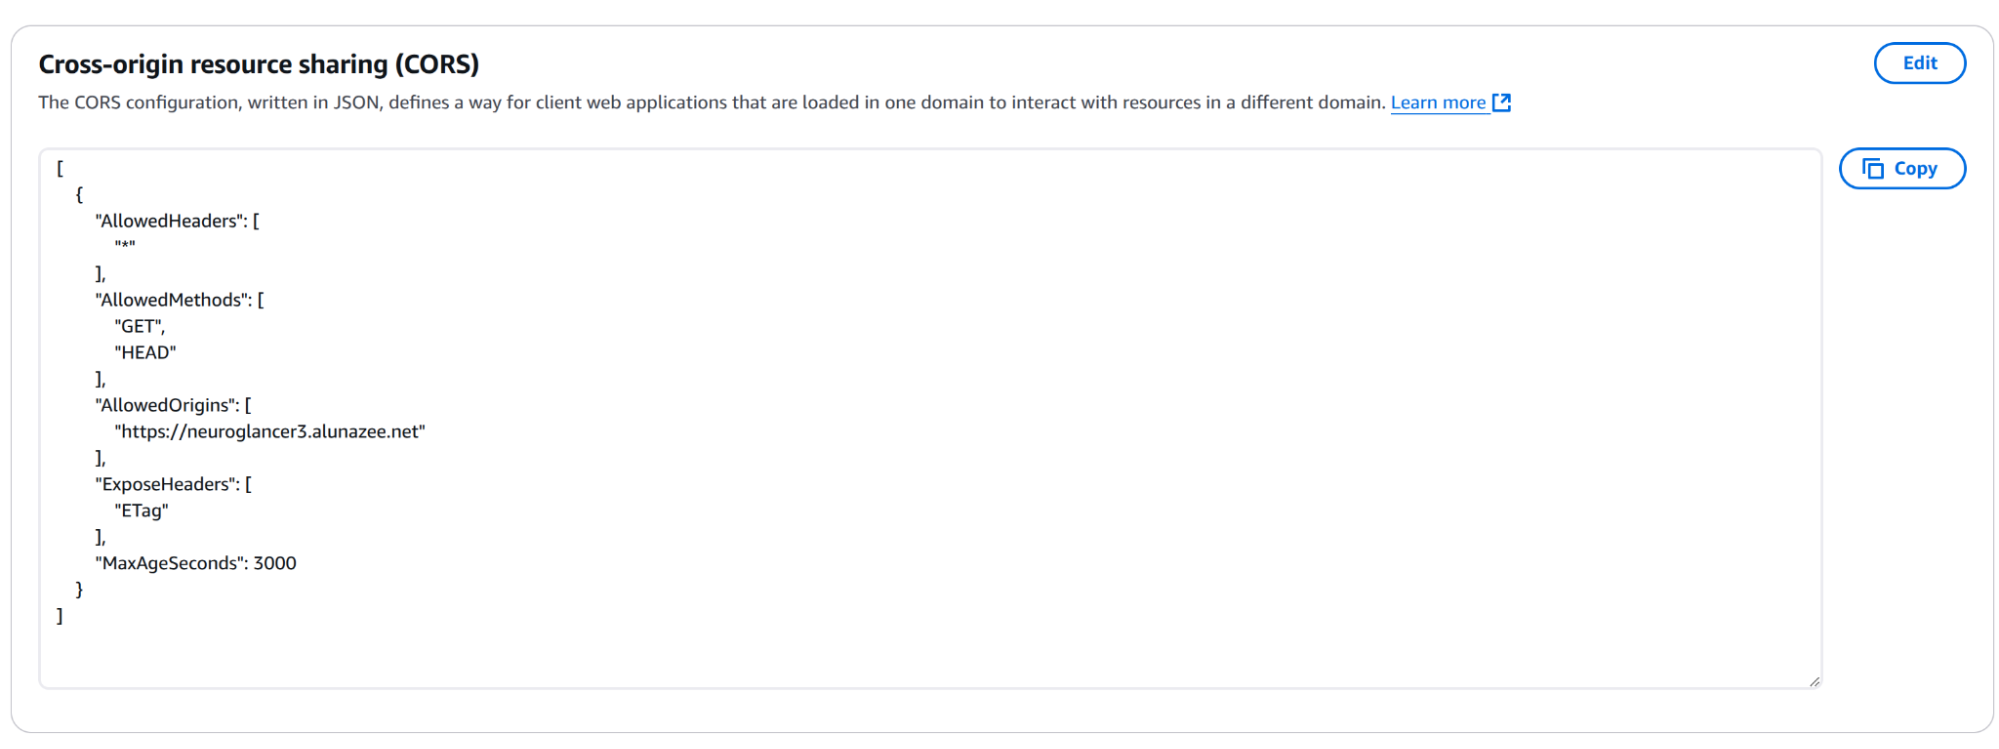 Cross-origin resource sharing (CORS)
Edit
The CORS configuration, written in JSON, defines a way for client web applications that are loaded in one domain to interact with resources in a different domain. Learn more
Copy
[
{
"AllowedHeaders": [
"*"
],
"AllowedMethods": [
"GET",
"HEAD"
],
"AllowedOrigins": [
"https://neuroglancer3.alunazee.net"
],
"ExposeHeaders": [
"ETag"
],
"MaxAgeSeconds": 3000
}
]